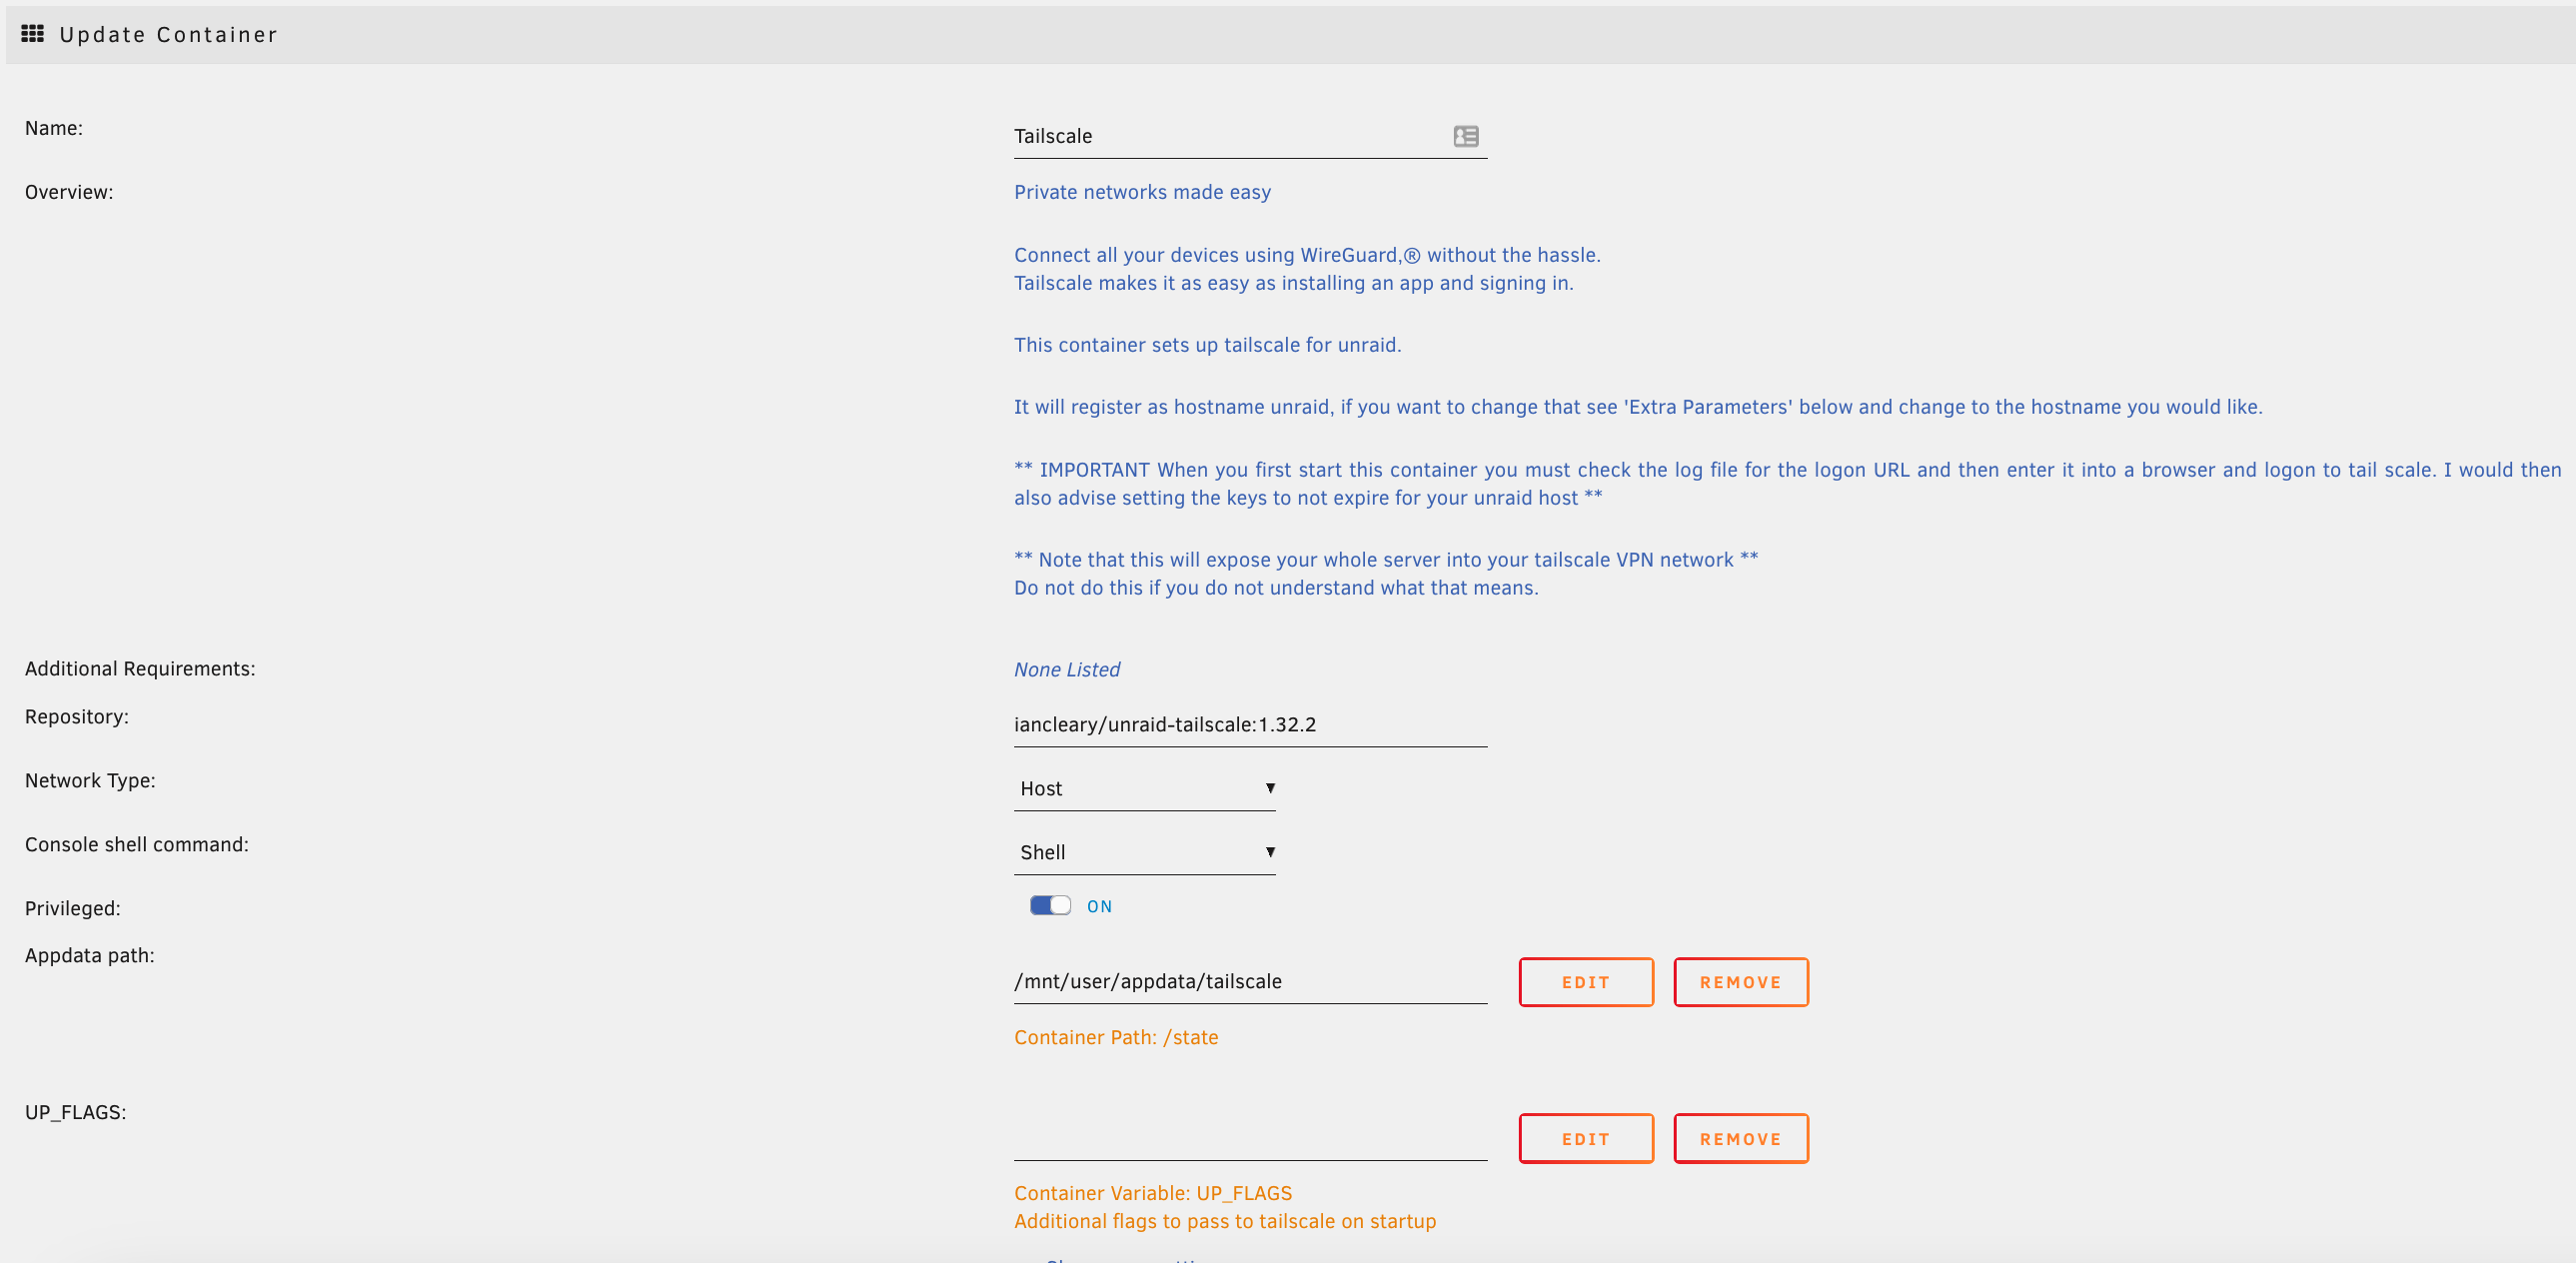 Update Container
Name:
Tailscale
Overview:
Private networks made easy
Connect all your devices using WireGuard,® without the hassle.
Tailscale makes it as easy as installing an app and signing in.
This container sets up tailscale for unraid.
It will register as hostname unraid, if you want to change that see 'Extra Parameters' below and change to the hostname you would like.
** IMPORTANT When you first start this container you must check the log file for the logon URL and then enter it into a browser and logon to tail scale. I would then
also advise setting the keys to not expire for your unraid host **
** Note that this will expose your whole server into your tailscale VPN network **
Do not do this if you do not understand what that means.
Additional Requirements:
None Listed
Repository:
iancleary/unraid-tailscale:1.32.2
Network Type:
Host
Console shell command:
Shell
Privileged:
ON
Appdata path:
/mnt/user/appdata/tailscale
EDIT
REMOVE
Container Path: /state
UP_FLAGS:
EDIT
REMOVE
Container Variable: UP_FLAGS
Additional flags to pass to tailscale on startup